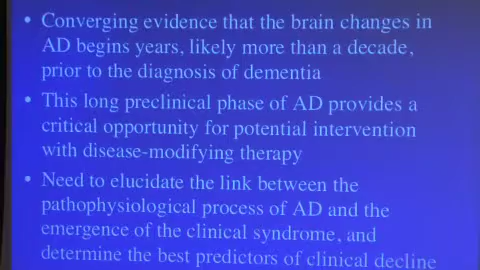 • Converging evidence that the brain changes in
AD begins years, likely more than a decade,
prior to the diagnosis of dementia
• This long preclinical phase of AD provides a
critical opportunity for potential intervention
with disease-modifying therapy
• Need to elucidate the link between the
pathophysiological process of AD and the
emergence of the clinical syndrome, and
determine the best predictors of clinical decline